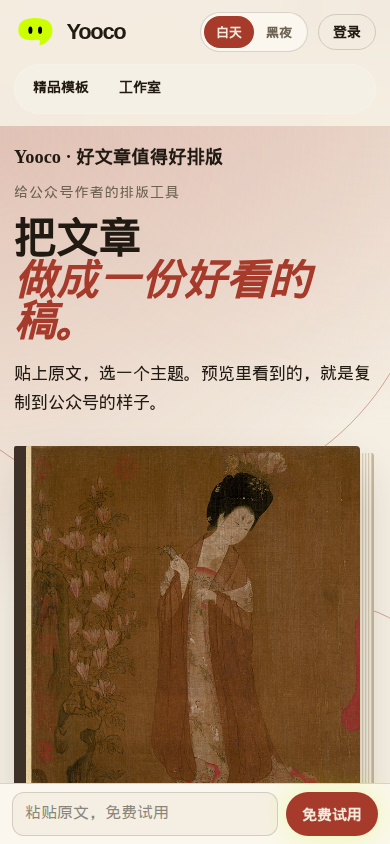 Yooco
白天
黑夜
登录
精品模板
工作室
Yooco · 好文章值得好排版
给公众号作者的排版工具
把文章
做成一份好看的
稿。
贴上原文，选一个主题。预览里看到的，就是复
制到公众号的样子。
粘贴原文，免费试用
免费试用